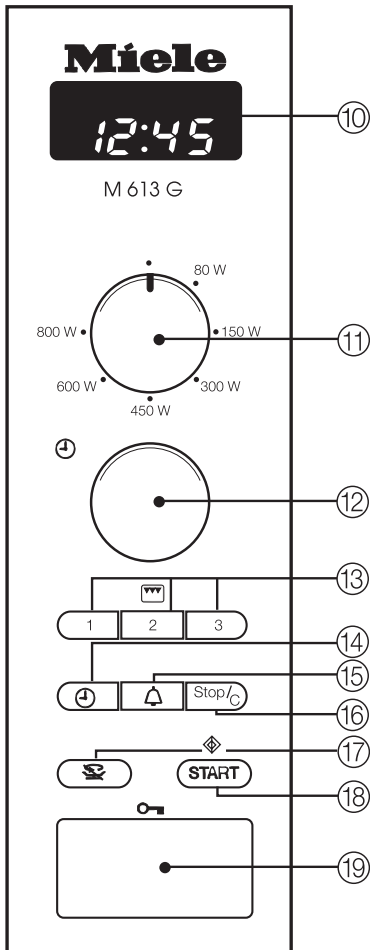 Miele
12:45
⑩
M 613 G
80 W
800 W
150 W
⑪
600 W
300 W
450 W
⑫
⑬
1 2 3
⑭
⑮
Stop/C
⑯
⑰
START
⑱
⑲